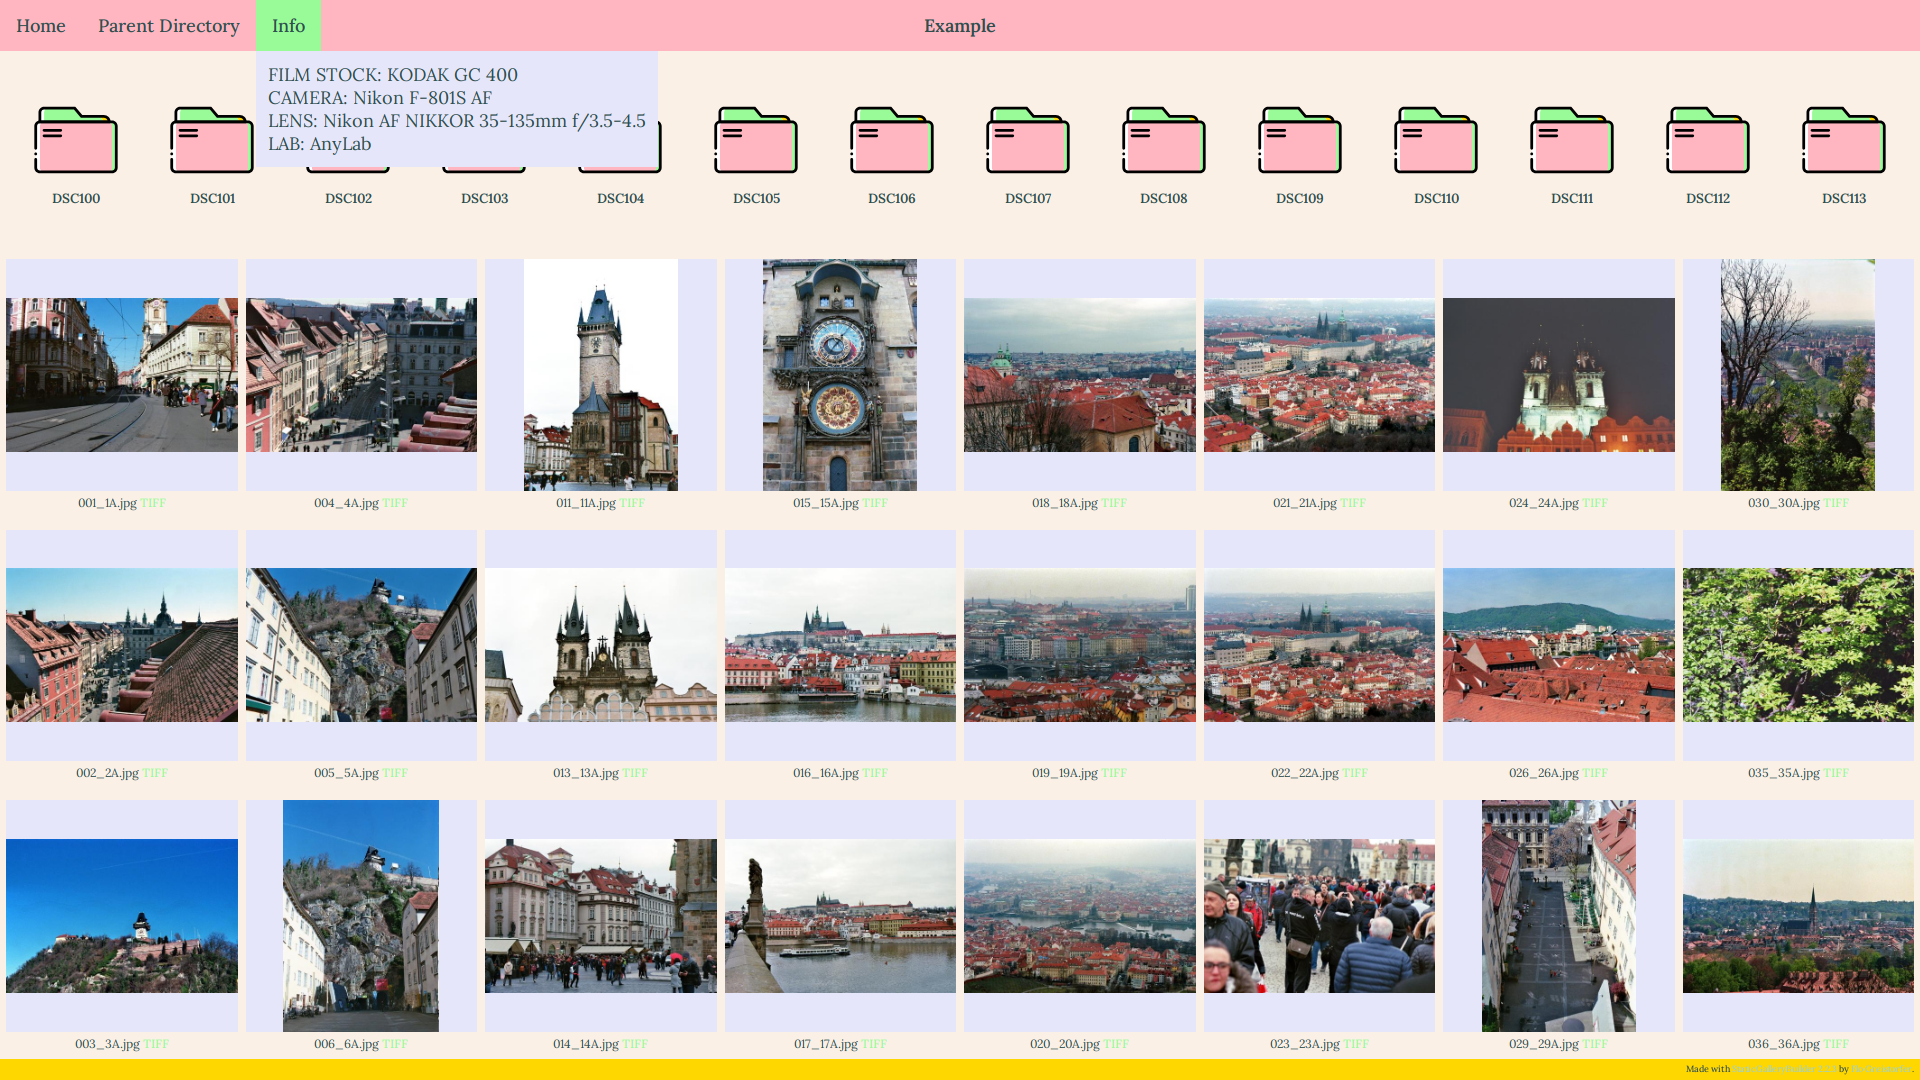 Home Parent Directory Info Example
FILM STOCK: KODAK GC 400
CAMERA: Nikon F-801S AF
LENS: Nikon AF NIKKOR 35-135mm f/3.5-4.5
LAB: AnyLab
DSC100 DSC101 DSC102 DSC103 DSC104 DSC105 DSC106 DSC107 DSC108 DSC109 DSC110 DSC111 DSC112 DSC113
001_1A.jpg TIFF 004_4A.jpg TIFF 011_11A.jpg TIFF 015_15A.jpg TIFF 018_18A.jpg TIFF 021_21A.jpg TIFF 024_24A.jpg TIFF 030_30A.jpg TIFF
002_2A.jpg TIFF 005_5A.jpg TIFF 013_13A.jpg TIFF 016_16A.jpg TIFF 019_19A.jpg TIFF 022_22A.jpg TIFF 026_26A.jpg TIFF 035_35A.jpg TIFF
003_3A.jpg TIFF 006_6A.jpg TIFF 014_14A.jpg TIFF 017_17A.jpg TIFF 020_20A.jpg TIFF 023_23A.jpg TIFF 029_29A.jpg TIFF 036_36A.jpg TIFF
Made with by